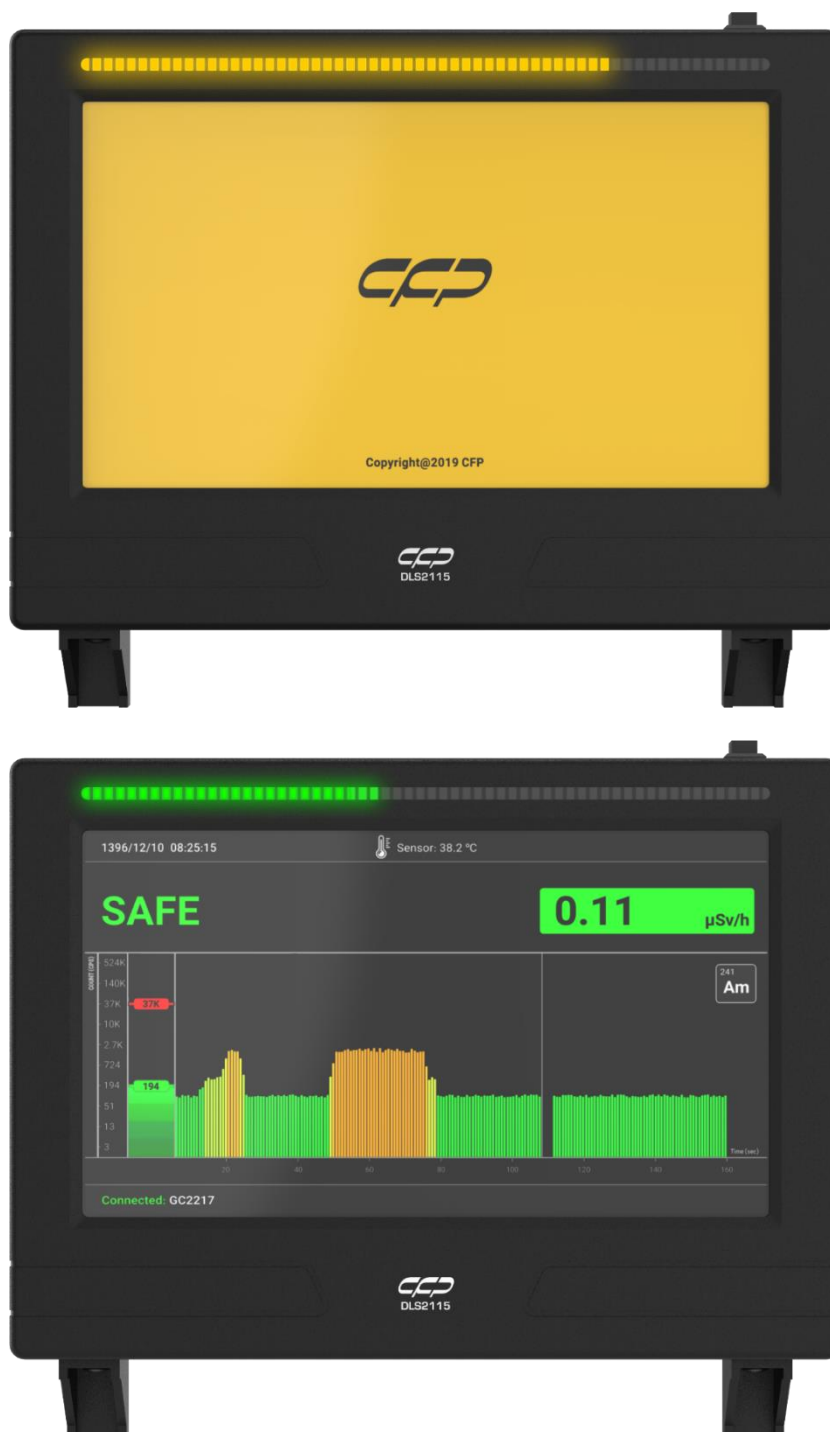 CFP
Copyright@2019 CFP
CFP
DLS2115
1396/12/10 08:25:15
Sensor: 38.2 °C
SAFE
0.11 µSv/h
COUNT (CPS)
524K
140K
37K
10K
2.7K
724
194
51
13
3
37K
194
241
Am
Time (sec)
20 40 60 80 100 120 140 160
Connected: GC2217
CFP
DLS2115